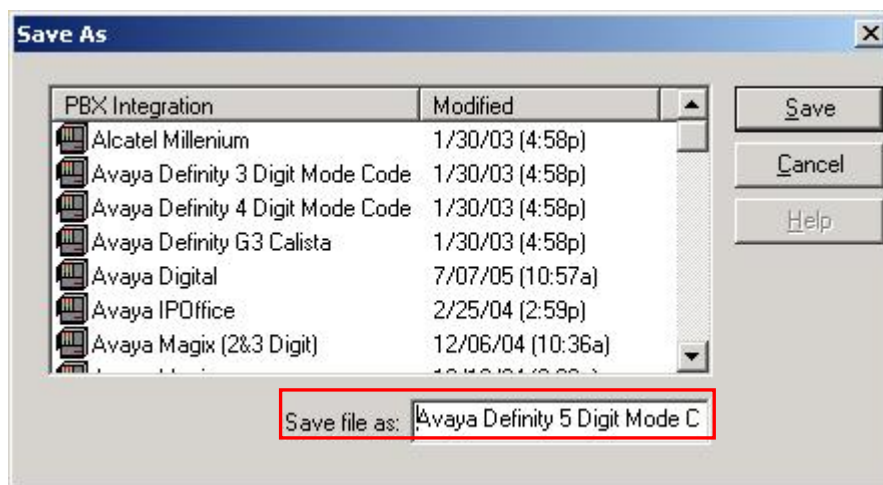 Save As
PBX Integration Modified
Alcatel Millenium 1/30/03 (4:58p)
Avaya Definity 3 Digit Mode Code 1/30/03 (4:58p)
Avaya Definity 4 Digit Mode Code 1/30/03 (4:58p)
Avaya Definity G3 Calista 1/30/03 (4:58p)
Avaya Digital 7/07/05 (10:57a)
Avaya IPOffice 2/25/04 (2:59p)
Avaya Magix (2&3 Digit) 12/06/04 (10:36a)
Save file as: Avaya Definity 5 Digit Mode C
Save
Cancel
Help